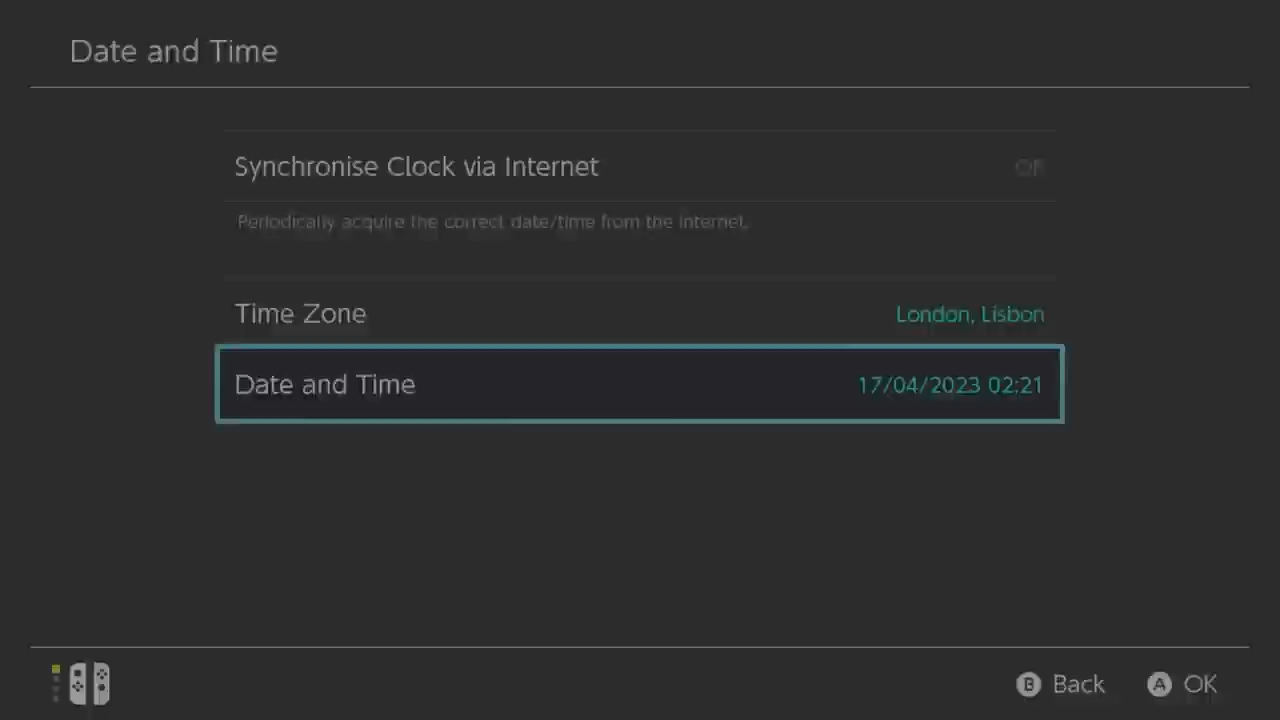 Date and Time
Synchronise Clock via Internet
Periodically acquire the correct date/time from the internet.
Time Zone London, Lisbon
Date and Time 17/04/2023 02:21
B Back A OK